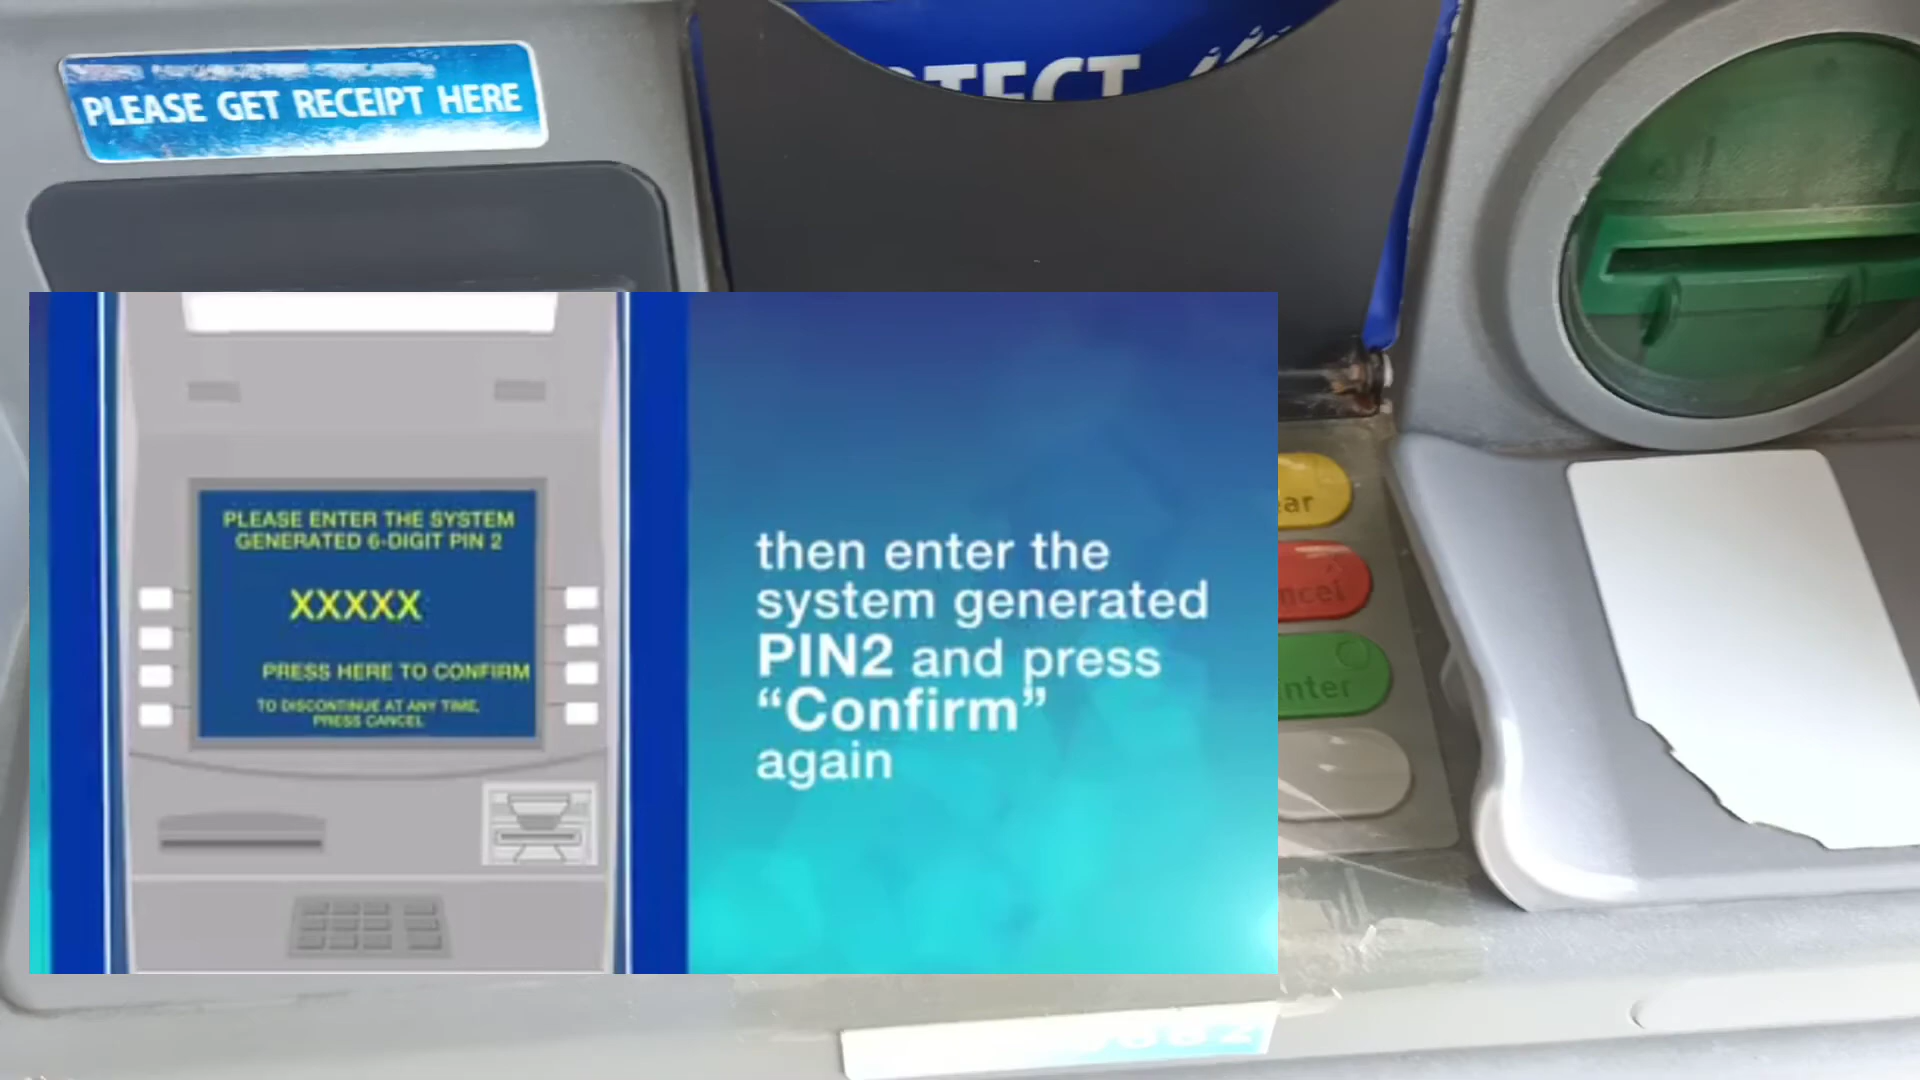 PLEASE GET RECEIPT HERE
PLEASE ENTER THE SYSTEM
GENERATED 6-DIGIT PIN 2
XXXXX
PRESS HERE TO CONFIRM
TO DISCONTINUE AT ANY TIME,
PRESS CANCEL
then enter the
system generated
PIN2 and press
“Confirm”
again